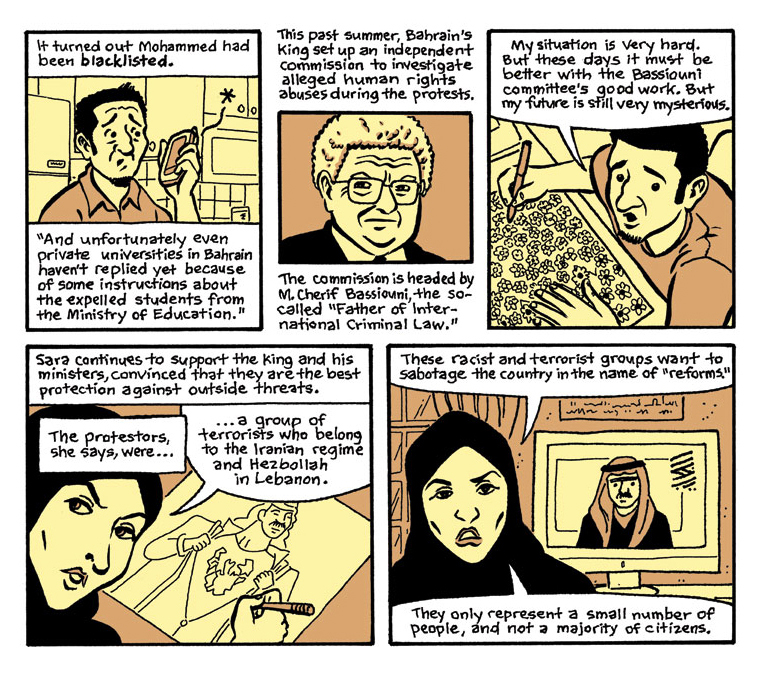 It turned out Mohammed had
been blacklisted.
"And unfortunately even
private universities in Bahrain
haven't replied yet because
of some instructions about
the expelled students from
the Ministry of Education."
This past summer, Bahrain's
king set up an independent
commission to investigate
alleged human rights
abuses during the protests.
The commission is headed by
M. Cherif Bassiouni, the so-
called "Father of Inter-
national Criminal Law."
My situation is very hard.
But these days it must be
better with the Bassiouni
committee's good work. But
my future is still very mysterious.
Sara continues to support the king and his
ministers, convinced that they are the best
protection against outside threats.
The protestors,
she says, were...
...a group of
terrorists who belong
to the Iranian regime
and Hezbollah
in Lebanon.
These racist and terrorist groups want to
sabotage the country in the name of "reforms."
They only represent a small number of
people, and not a majority of citizens.